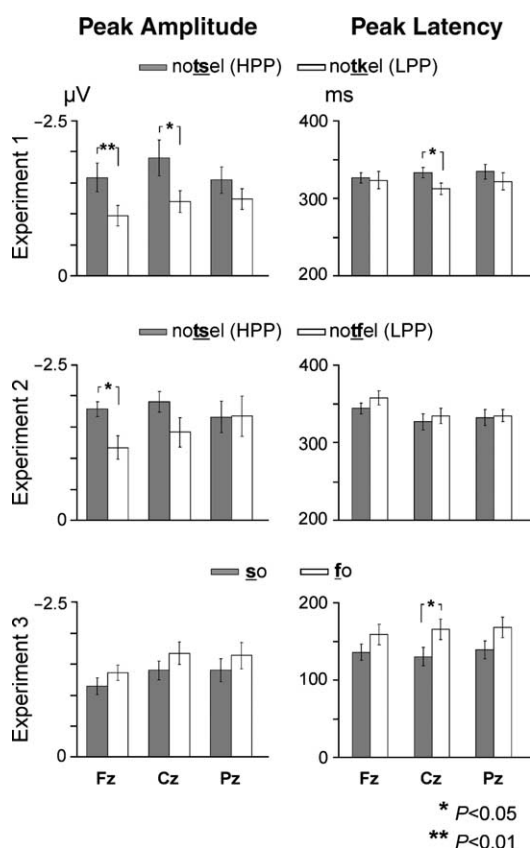 Peak Amplitude Peak Latency
notsel (HPP) notkel (LPP)
µV ms
Experiment 1
−2.5
0
** *
400
300
200
*
notsel (HPP) notfel (LPP)
Experiment 2
−2.5
0
*
400
300
200
so fo
Experiment 3
−2.5
0
Fz Cz Pz
200
100
0
*
Fz Cz Pz
* P<0.05
** P<0.01